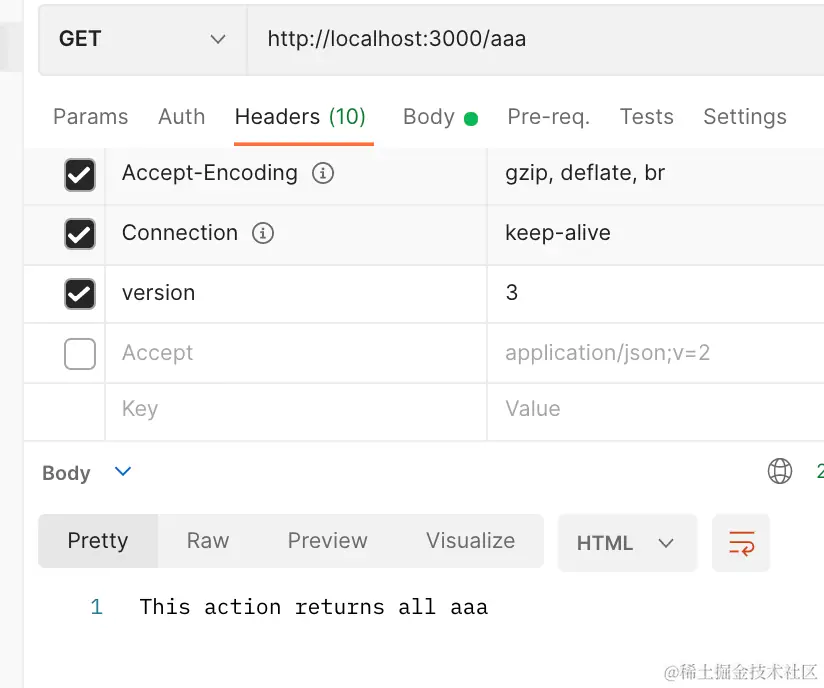 GET http://localhost:3000/aaa
Params Auth Headers (10) Body Pre-req. Tests Settings
Accept-Encoding gzip, deflate, br
Connection keep-alive
version 3
Accept application/json;v=2
Key Value
Body 2
Pretty Raw Preview Visualize HTML
1 This action returns all aaa
@稀土掘金技术社区